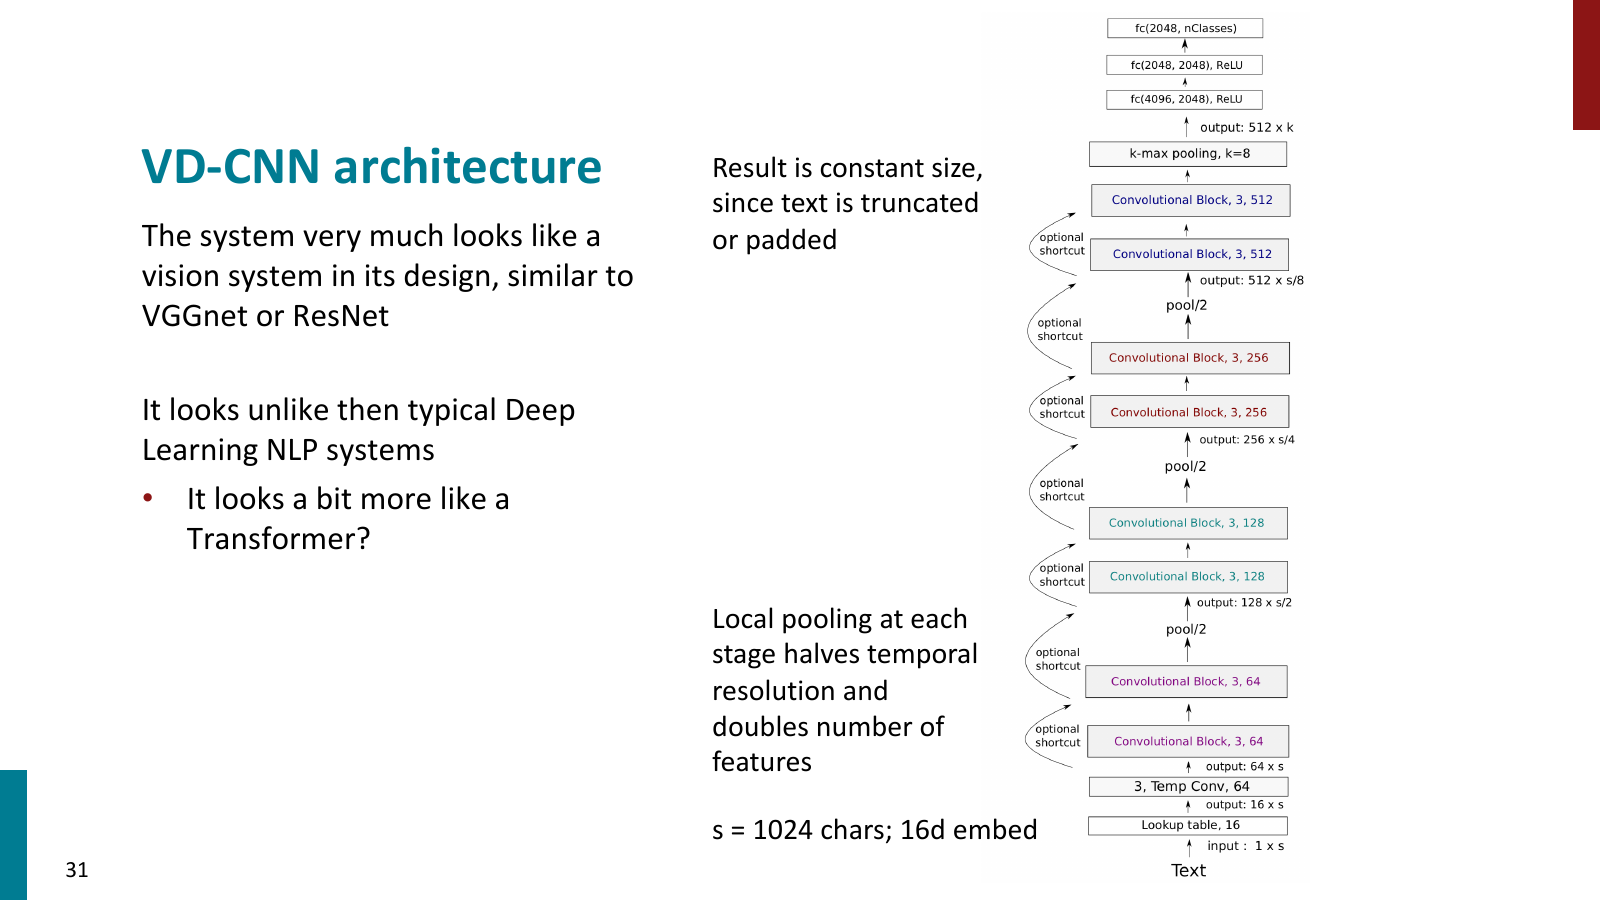 VD-CNN architecture
The system very much looks like a
vision system in its design, similar to
VGGnet or ResNet
It looks unlike then typical Deep
Learning NLP systems
• It looks a bit more like a
Transformer?
31
Result is constant size,
since text is truncated
or padded
Local pooling at each
stage halves temporal
resolution and
doubles number of
features
s = 1024 chars; 16d embed
fc(2048, nClasses)
fc(2048, 2048), ReLU
fc(4096, 2048), ReLU
output: 512 x k
k-max pooling, k=8
Convolutional Block, 3, 512
optional
shortcut
Convolutional Block, 3, 512
output: 512 x s/8
pool/2
optional
shortcut
Convolutional Block, 3, 256
optional
shortcut
Convolutional Block, 3, 256
output: 256 x s/4
pool/2
optional
shortcut
Convolutional Block, 3, 128
optional
shortcut
Convolutional Block, 3, 128
output: 128 x s/2
pool/2
optional
shortcut
Convolutional Block, 3, 64
optional
shortcut
Convolutional Block, 3, 64
output: 64 x s
3, Temp Conv, 64
output: 16 x s
Lookup table, 16
input : 1 x s
Text